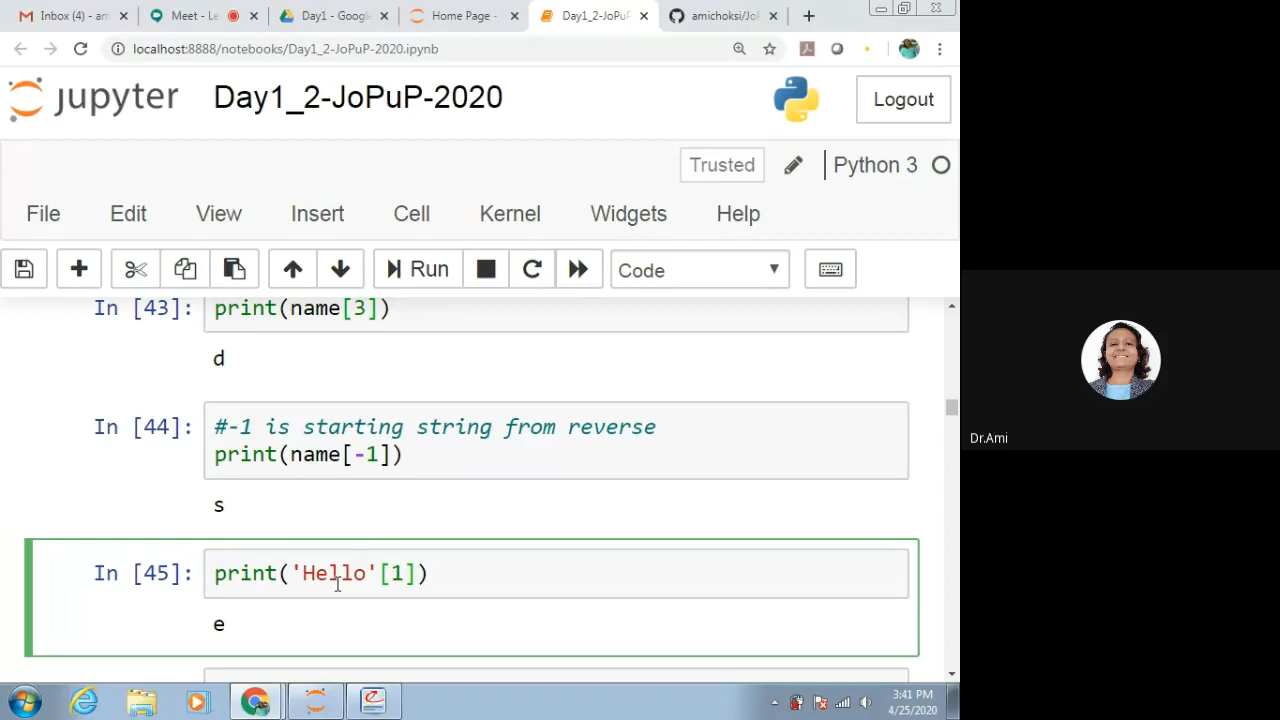 Inbox (4) - am
Meet - Le
Day1 - Google
Home Page -
Day1_2-JoPuP
amichoksi/Jol
localhost:8888/notebooks/Day1_2-JoPuP-2020.ipynb
jupyter
Day1_2-JoPuP-2020
Logout
Trusted
Python 3
File
Edit
View
Insert
Cell
Kernel
Widgets
Help
Run
Code
In [43]:
print(name[3])
d
In [44]:
#-1 is starting string from reverse
print(name[-1])
s
In [45]:
print('Hello'[1])
e
Dr.Ami
3:41 PM
4/25/2020